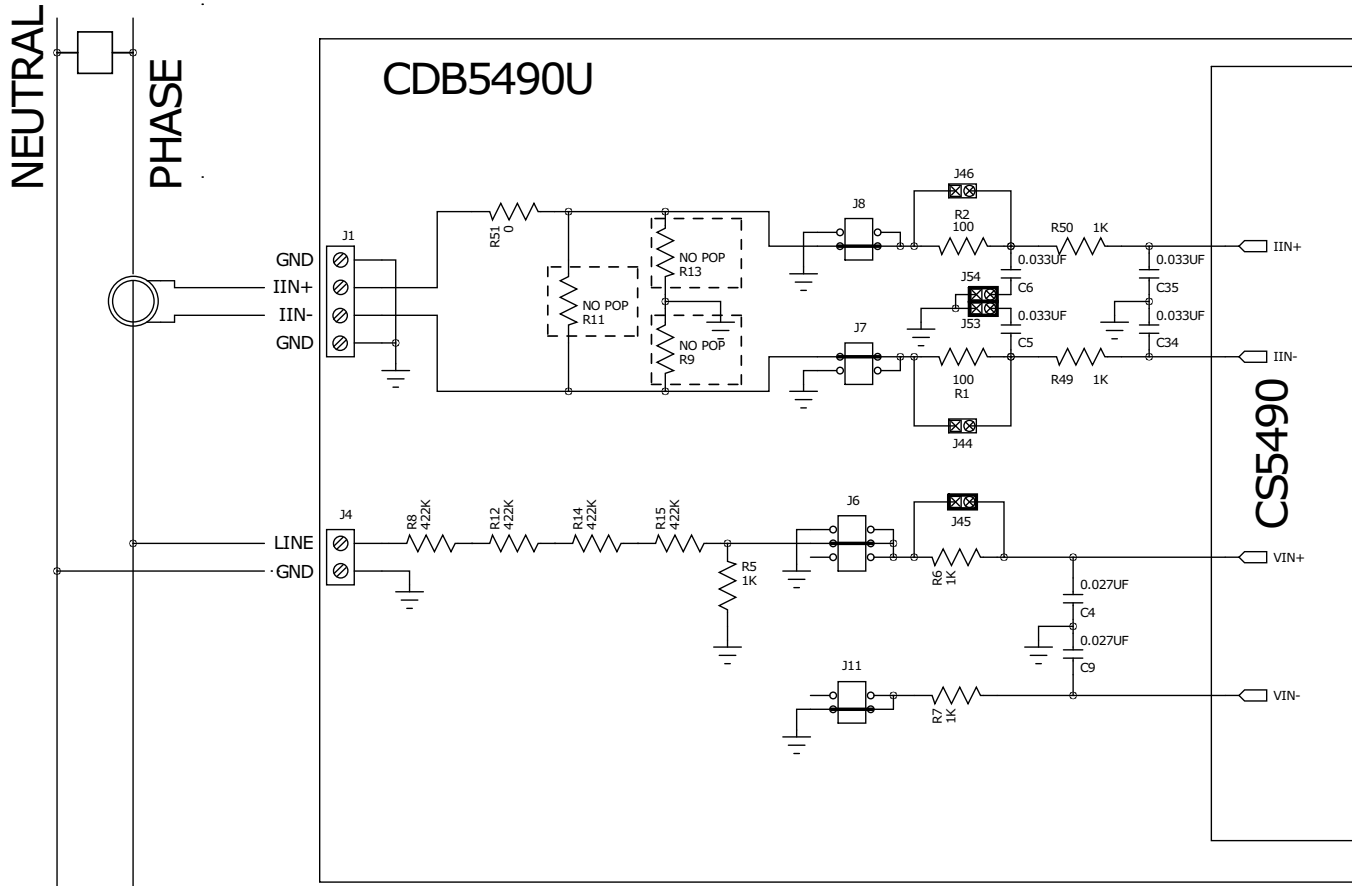 NEUTRAL
PHASE
CDB5490U
J1
GND
IIN+
IIN-
GND
R51
0
NO POP
R11
NO POP
R13
NO POP
R9
J8
J46
R2
100
R50 1K
0.033UF
C6
J54
J53
0.033UF
C5
0.033UF
C35
0.033UF
C34
IIN+
J7
100
R1
R49 1K
IIN-
J44
CS5490
J4
LINE
GND
R8
422K
R12
422K
R14
422K
R15
422K
R5
1K
J6
J45
R6
1K
VIN+
0.027UF
C4
0.027UF
C9
J11
R7
1K
VIN-